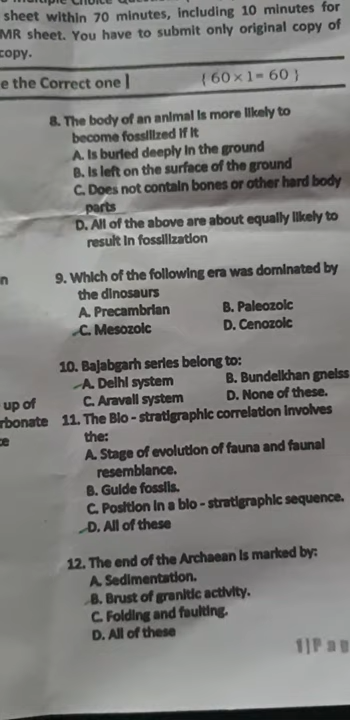 sheet within 70 minutes, including 10 minutes for
MR sheet. You have to submit only original copy of
copy.
e the Correct one]
{ 60×1= 60 }
8. The body of an animal is more likely to
become fossilized if it
A. Is buried deeply in the ground
B. Is left on the surface of the ground
C. Does not contain bones or other hard body
parts
D. All of the above are about equally likely to
result in fossilization
n
9. Which of the following era was dominated by
the dinosaurs
A. Precambrian B. Paleozoic
C. Mesozoic D. Cenozoic
10. Bajabgarh series belong to:
A. Delhi system B. Bundelkhan gneiss
C. Aravali system D. None of these.
up of
rbonate
e
11. The Bio - stratigraphic correlation involves
the:
A. Stage of evolution of fauna and faunal
resemblance.
B. Guide fossils.
C. Position in a bio - stratigraphic sequence.
D. All of these
12. The end of the Archaean is marked by:
A. Sedimentation.
B. Brust of granitic activity.
C. Folding and faulting.
D. All of these
1|Pag